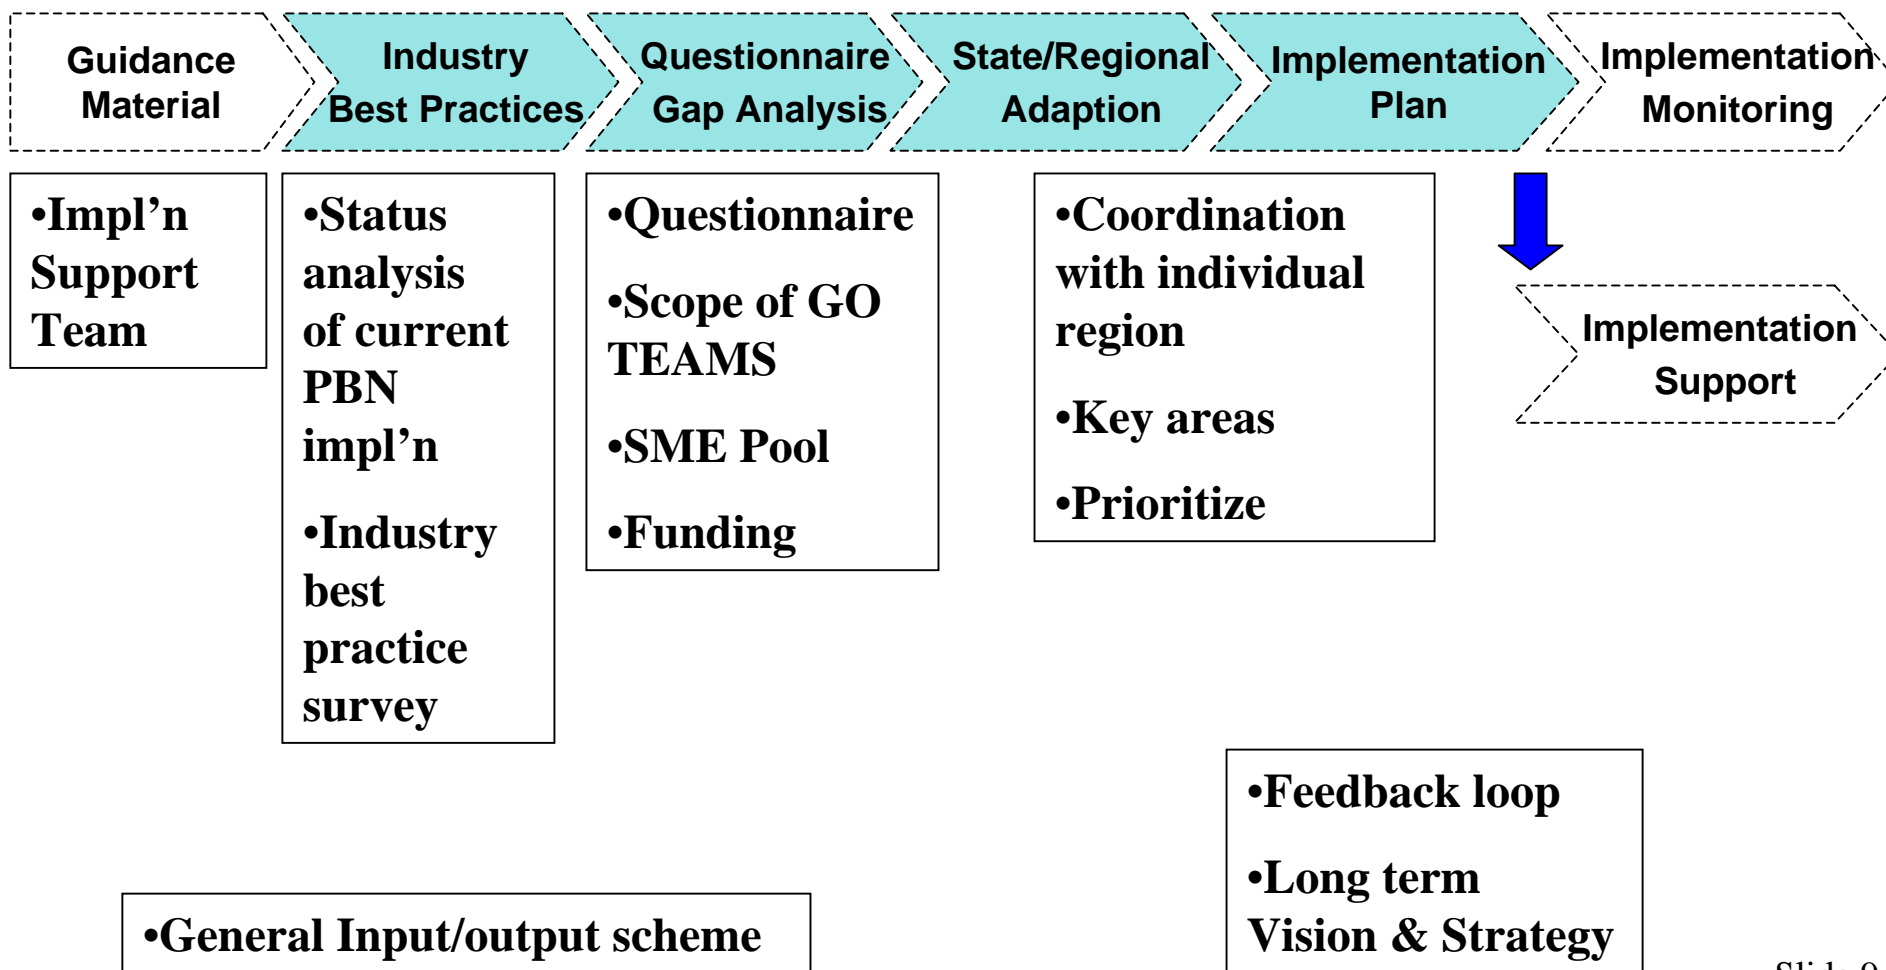 Guidance
Material
Industry
Best Practices
Questionnaire
Gap Analysis
State/Regional
Adaption
Implementation
Plan
Implementation
Monitoring
•Impl’n
Support
Team
•Status
analysis
of current
PBN
impl’n
•Industry
best
practice
survey
•Questionnaire
•Scope of GO
TEAMS
•SME Pool
•Funding
•Coordination
with individual
region
•Key areas
•Prioritize
Implementation
Support
•Feedback loop
•Long term
Vision & Strategy
•General Input/output scheme
Slide 9